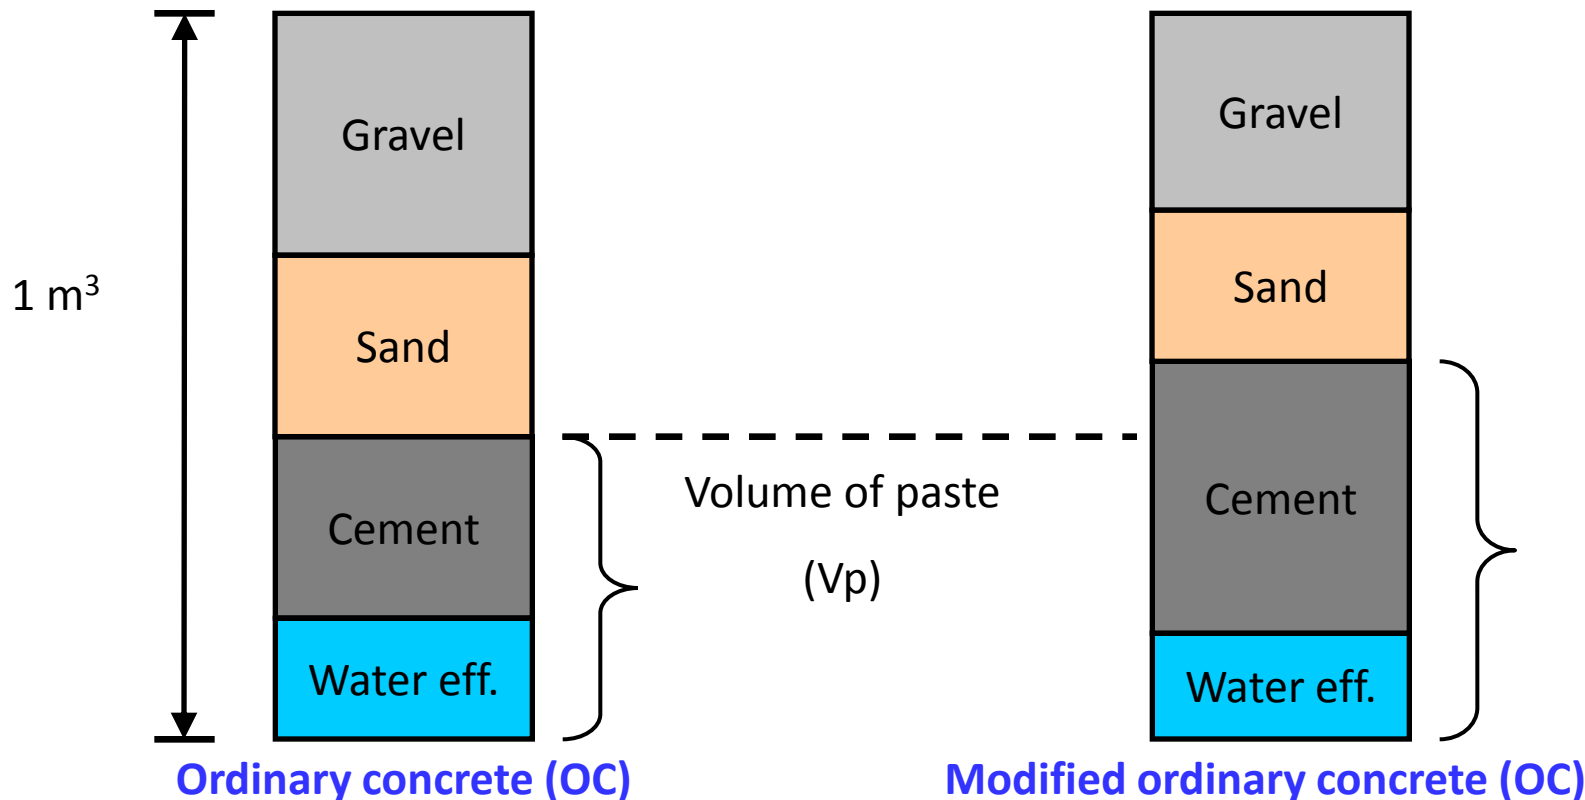 1 m³
Gravel
Sand
Cement
Water eff.
Ordinary concrete (OC)
Volume of paste
(Vp)
Gravel
Sand
Cement
Water eff.
Modified ordinary concrete (OC)